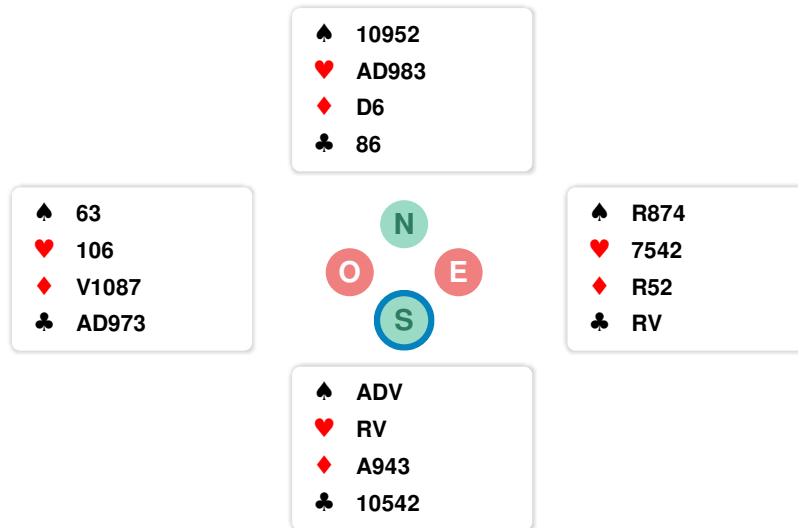 ♠ 10952
♥ AD983
♦ D6
♣ 86
♠ 63
♥ 106
♦ V1087
♣ AD973
N
O E
S
♠ R874
♥ 7542
♦ R52
♣ RV
♠ ADV
♥ RV
♦ A943
♣ 10542